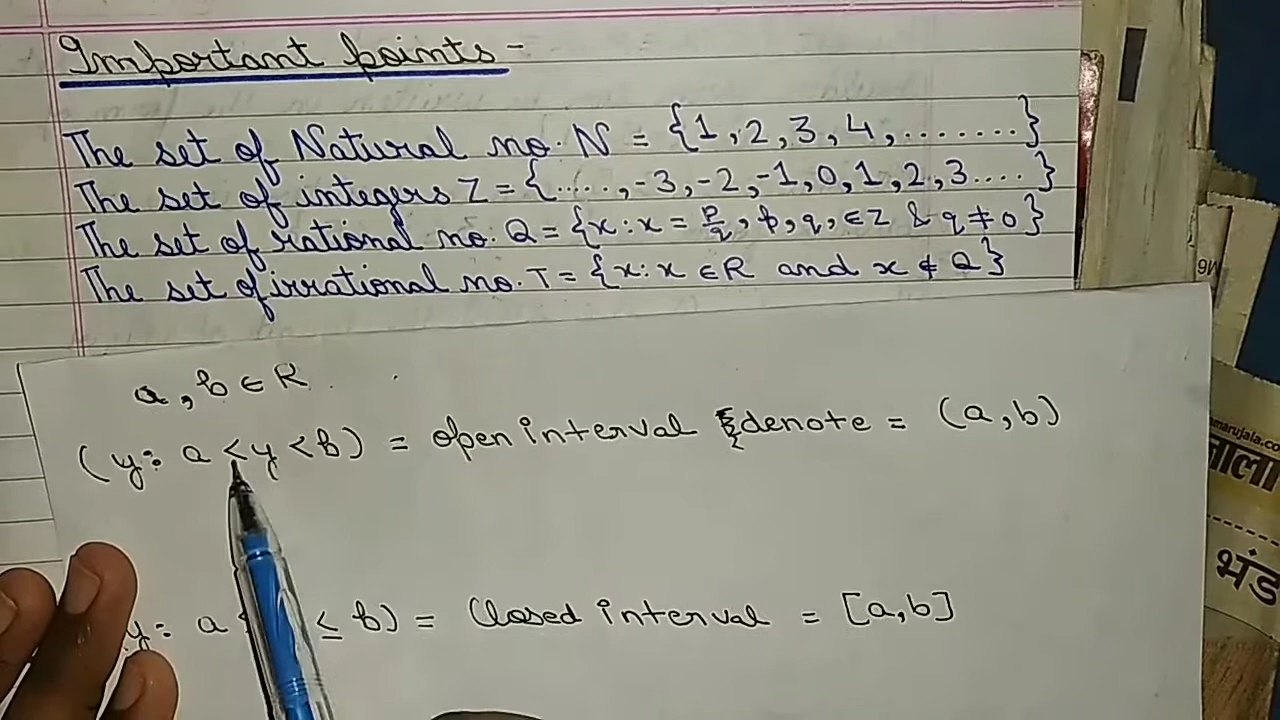 Important points -
The set of Natural no. N = {1, 2, 3, 4, .......}
The set of integers Z = {....., -3, -2, -1, 0, 1, 2, 3....}
The set of rational no. Q = {x : x = p/q, p, q, ∈ Z & q ≠ 0}
The set of irrational no. T = {x : x ∈ R and x ∉ Q}
a, b ∈ R
(y: a < y < b) = open interval denote = (a, b)
y: a ≤ b) = Closed interval = [a, b]
amarujala.co